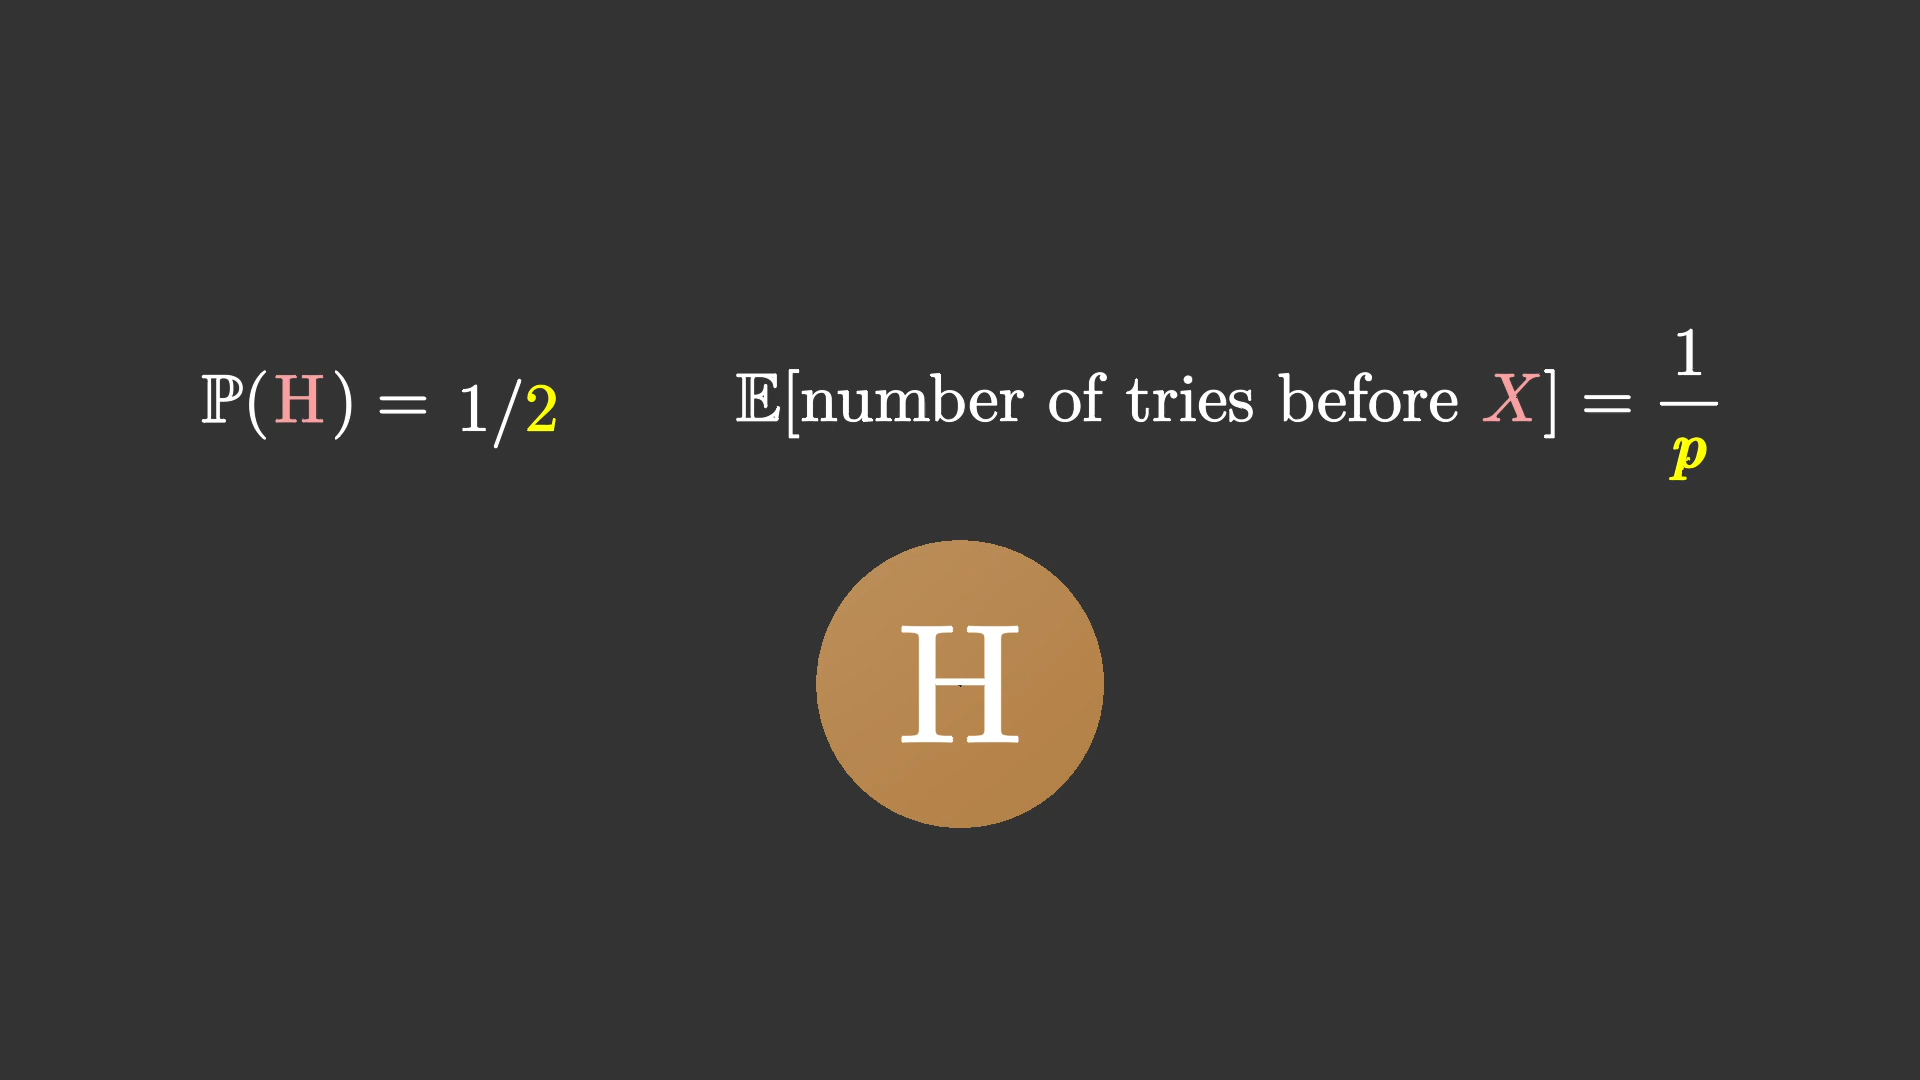 ℙ(H) = 1/2
𝔼[number of tries before X] = 1/p
H